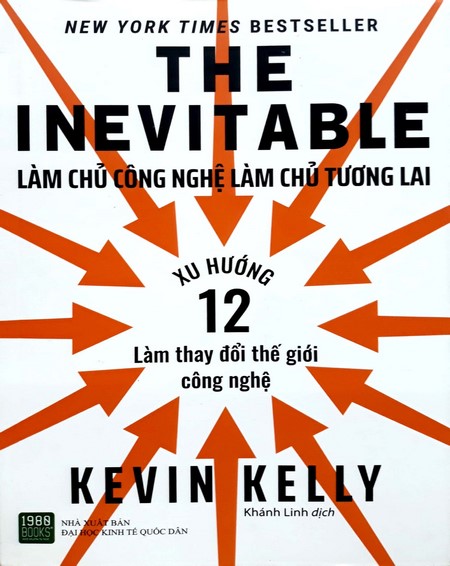 NEW YORK TIMES BESTSELLER
THE
INEVITABLE
LÀM CHỦ CÔNG NGHỆ LÀM CHỦ TƯƠNG LAI
XU HƯỚNG
12
Làm thay đổi thế giới
công nghệ
KEVIN KELLY
Khánh Linh dịch
1980
BOOKS
NHÀ XUẤT BẢN
ĐẠI HỌC KINH TẾ QUỐC DÂN